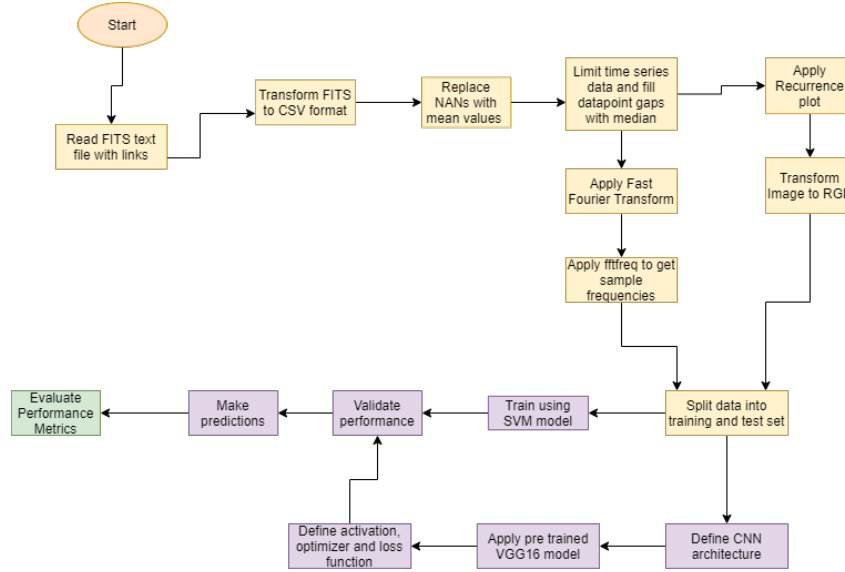 Start
Read FITS text
file with links
Transform FITS
to CSV format
Replace
NANs with
mean values
Limit time series
data and fill
datapoint gaps
with median
Apply
Recurrence
plot
Apply Fast
Fourier Transform
Transform
Image to RG
Apply fftfreq to get
sample
frequencies
Evaluate
Performance
Metrics
Make
predictions
Validate
performance
Train using
SVM model
Split data into
training and test set
Define activation,
optimizer and loss
function
Apply pre trained
VGG16 model
Define CNN
architecture